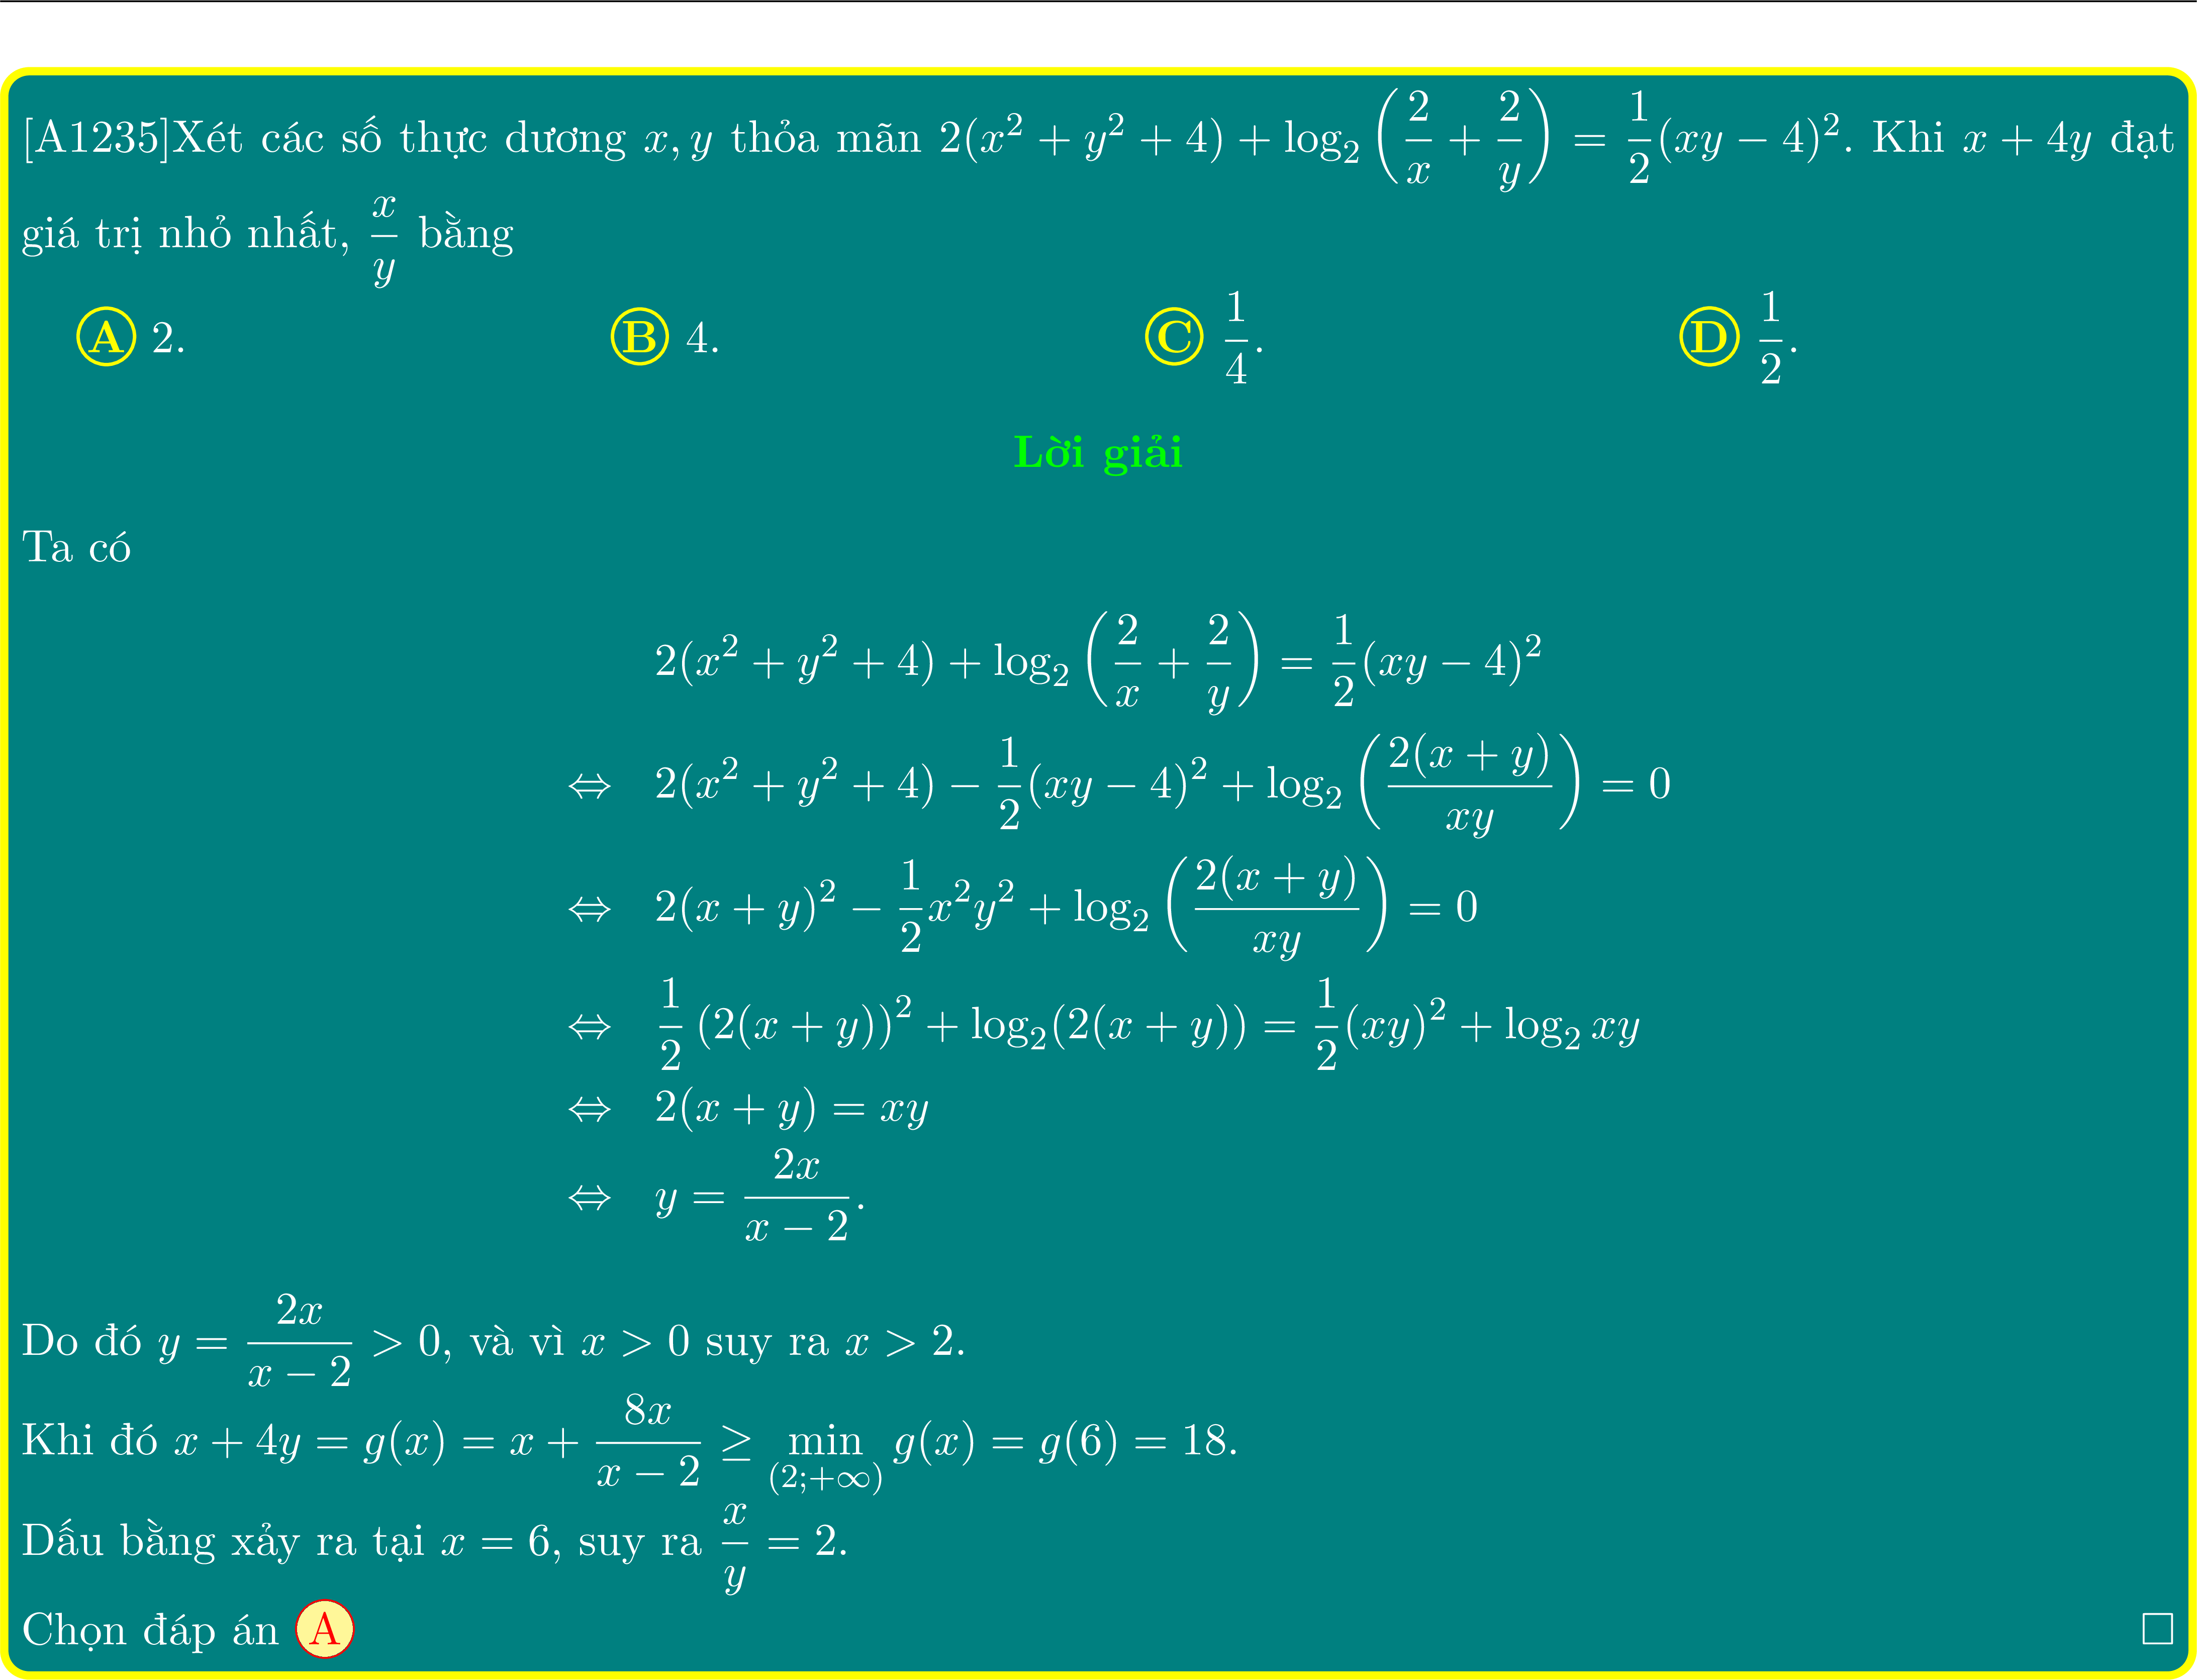 [A1235]Xét các số thực dương $x, y$ thỏa mãn $2(x^2 + y^2 + 4) + \log_2 \left(\frac{2}{x} + \frac{2}{y}\right) = \frac{1}{2}(xy - 4)^2$. Khi $x + 4y$ đạt
giá trị nhỏ nhất, $\frac{x}{y}$ bằng
A 2. B 4. C $\frac{1}{4}$. D $\frac{1}{2}$.
Lời giải
Ta có
$2(x^2 + y^2 + 4) + \log_2 \left(\frac{2}{x} + \frac{2}{y}\right) = \frac{1}{2}(xy - 4)^2$
$\Leftrightarrow 2(x^2 + y^2 + 4) - \frac{1}{2}(xy - 4)^2 + \log_2 \left(\frac{2(x + y)}{xy}\right) = 0$
$\Leftrightarrow 2(x + y)^2 - \frac{1}{2}x^2y^2 + \log_2 \left(\frac{2(x + y)}{xy}\right) = 0$
$\Leftrightarrow \frac{1}{2}(2(x + y))^2 + \log_2(2(x + y)) = \frac{1}{2}(xy)^2 + \log_2 xy$
$\Leftrightarrow 2(x + y) = xy$
$\Leftrightarrow y = \frac{2x}{x - 2}$.
Do đó $y = \frac{2x}{x - 2} > 0$, và vì $x > 0$ suy ra $x > 2$.
Khi đó $x + 4y = g(x) = x + \frac{8x}{x - 2} \geq \min_{(2;+\infty)} g(x) = g(6) = 18$.
Dấu bằng xảy ra tại $x = 6$, suy ra $\frac{x}{y} = 2$.
Chọn đáp án A □